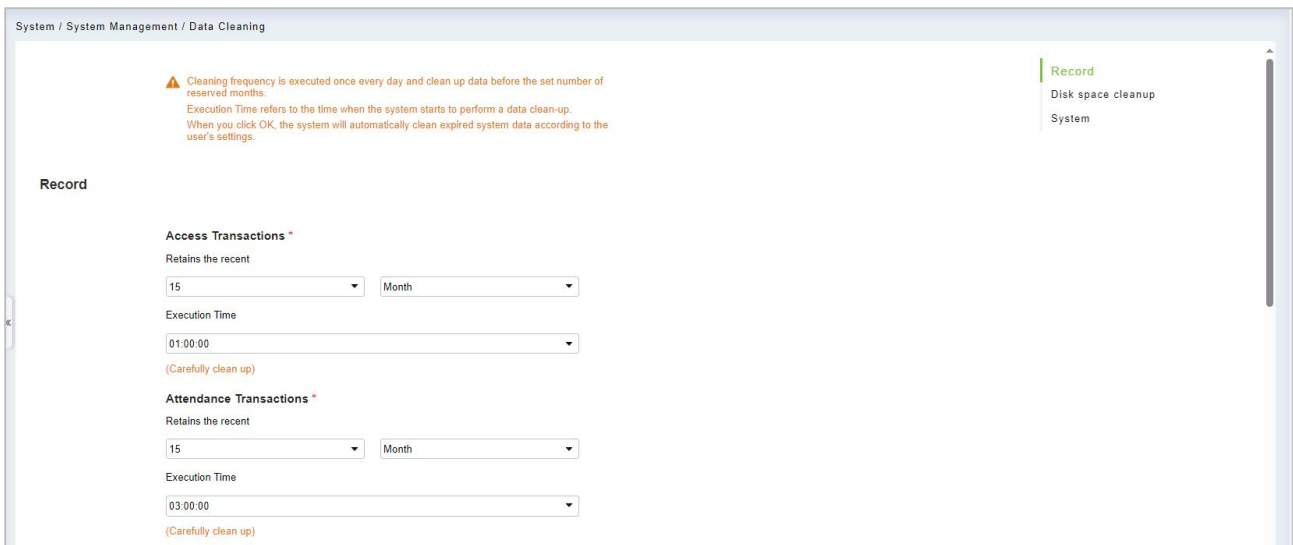 System / System Management / Data Cleaning
Cleaning frequency is executed once every day and clean up data before the set number of
reserved months.
Execution Time refers to the time when the system starts to perform a data clean-up.
When you click OK, the system will automatically clean expired system data according to the
user's settings.
Record
Disk space cleanup
System
Record
Access Transactions *
Retains the recent
15 Month
Execution Time
01:00:00
(Carefully clean up)
Attendance Transactions *
Retains the recent
15 Month
Execution Time
03:00:00
(Carefully clean up)